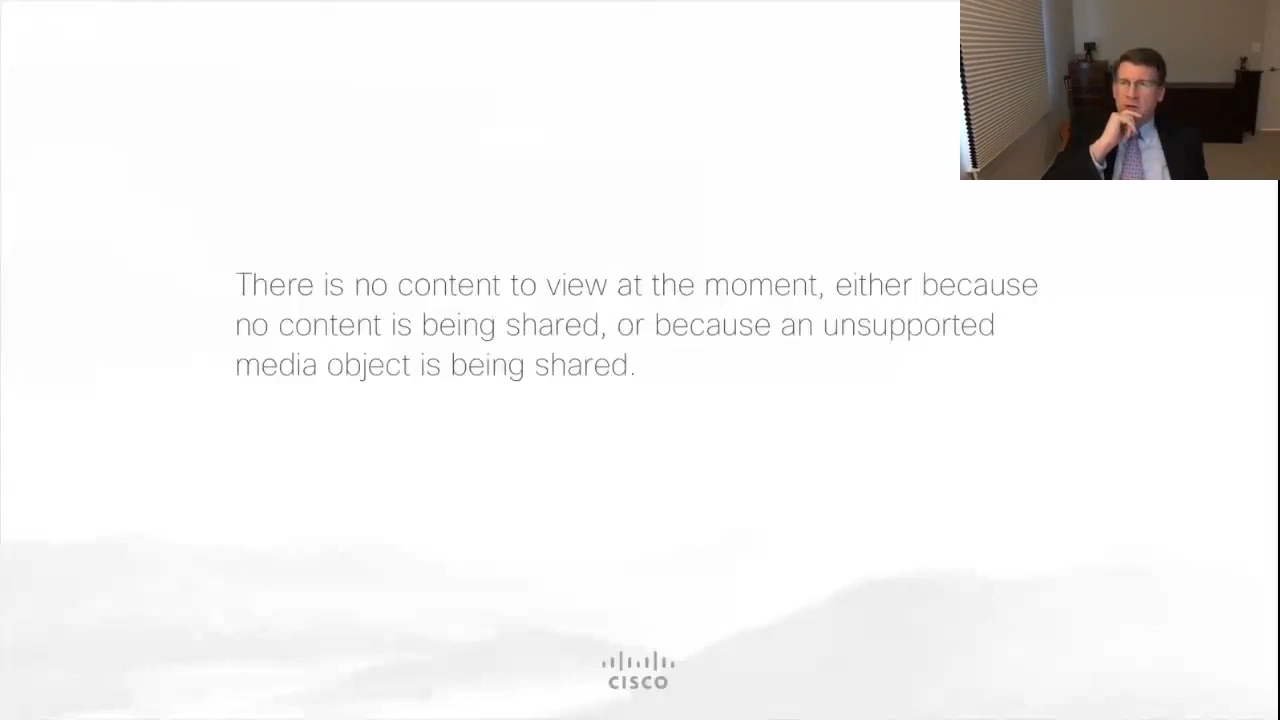 There is no content to view at the moment, either because
no content is being shared, or because an unsupported
media object is being shared.
CISCO